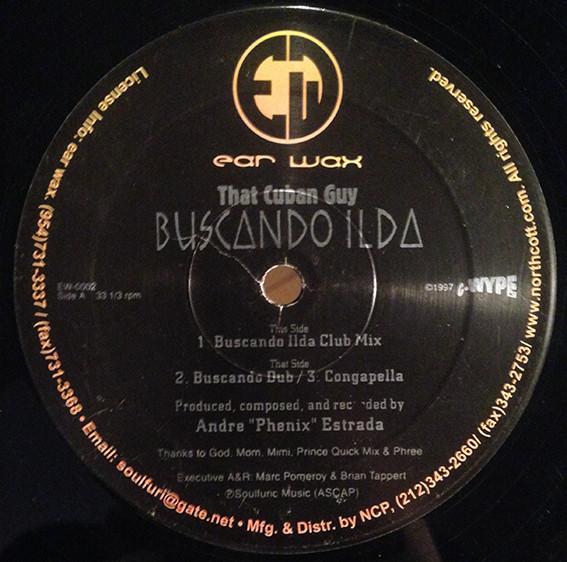 ear wax
That Cuban Guy
BUSCANDO ILDA
EW-0002
Side A 33 1/3 rpm
©1997 e-WYPE
This Side
1. Buscando Ilda Club Mix
That Side
2. Buscando Dub / 3. Congapella
Produced, composed, and recorded by
Andre "Phenix" Estrada
Thanks to God, Mom, Mimi, Prince Quick Mix & Phree
Executive A&R: Marc Pomeroy & Brian Tappert
℗Soulfuric Music (ASCAP)
License Info: ear wax (954)731-3337 / (fax)731-3368 • Email: soulfuri@gate.net • Mfg. & Distr. by NCP, (212)343-2660/ (fax)343-2753/ www.northcott.com. All rights reserved.